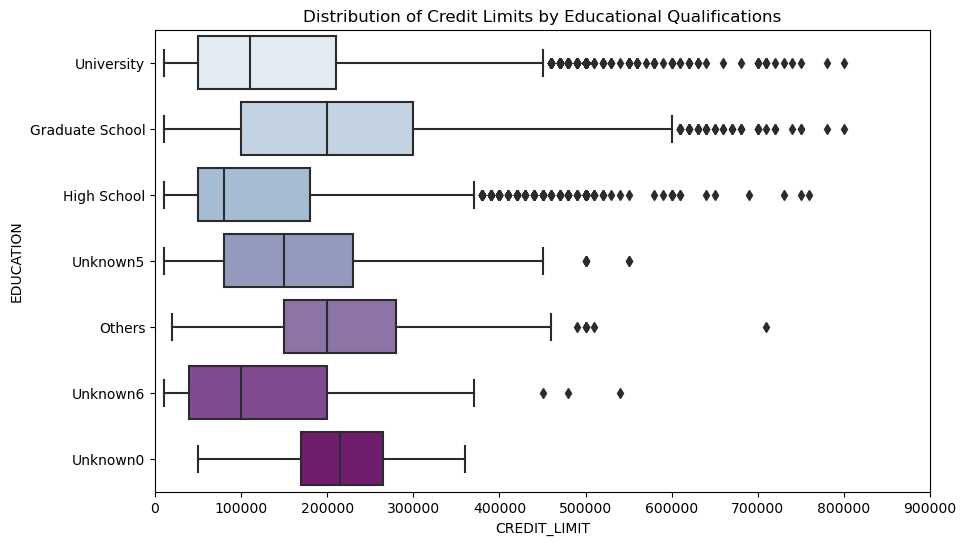 Distribution of Credit Limits by Educational Qualifications
EDUCATION
University
Graduate School
High School
Unknown5
Others
Unknown6
Unknown0
0 100000 200000 300000 400000 500000 600000 700000 800000 900000
CREDIT_LIMIT